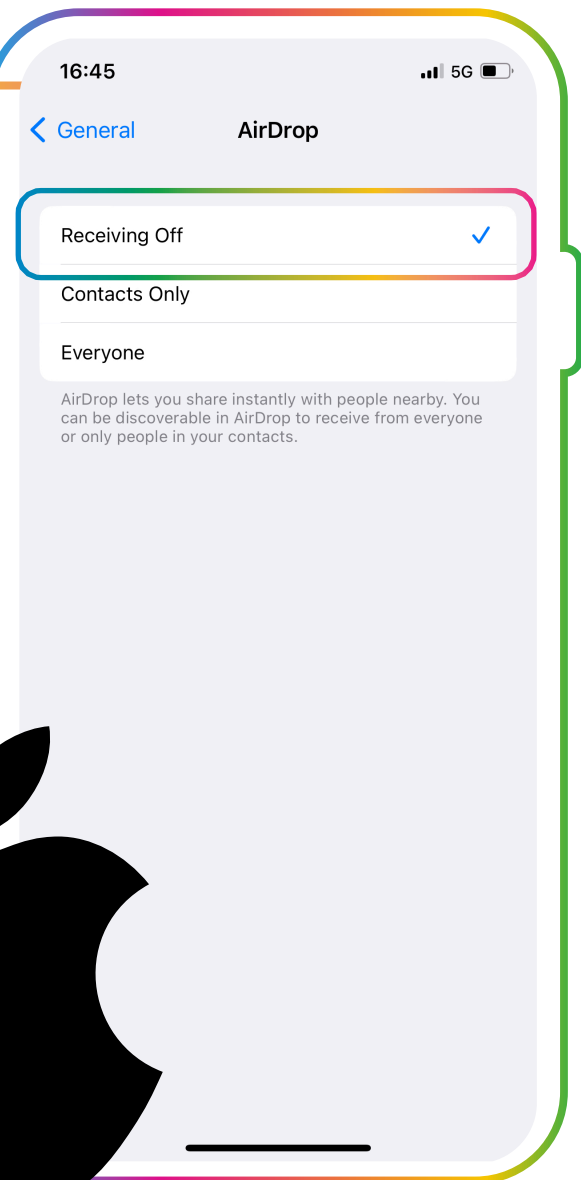 16:45 5G
General AirDrop
Receiving Off
Contacts Only
Everyone
AirDrop lets you share instantly with people nearby. You
can be discoverable in AirDrop to receive from everyone
or only people in your contacts.